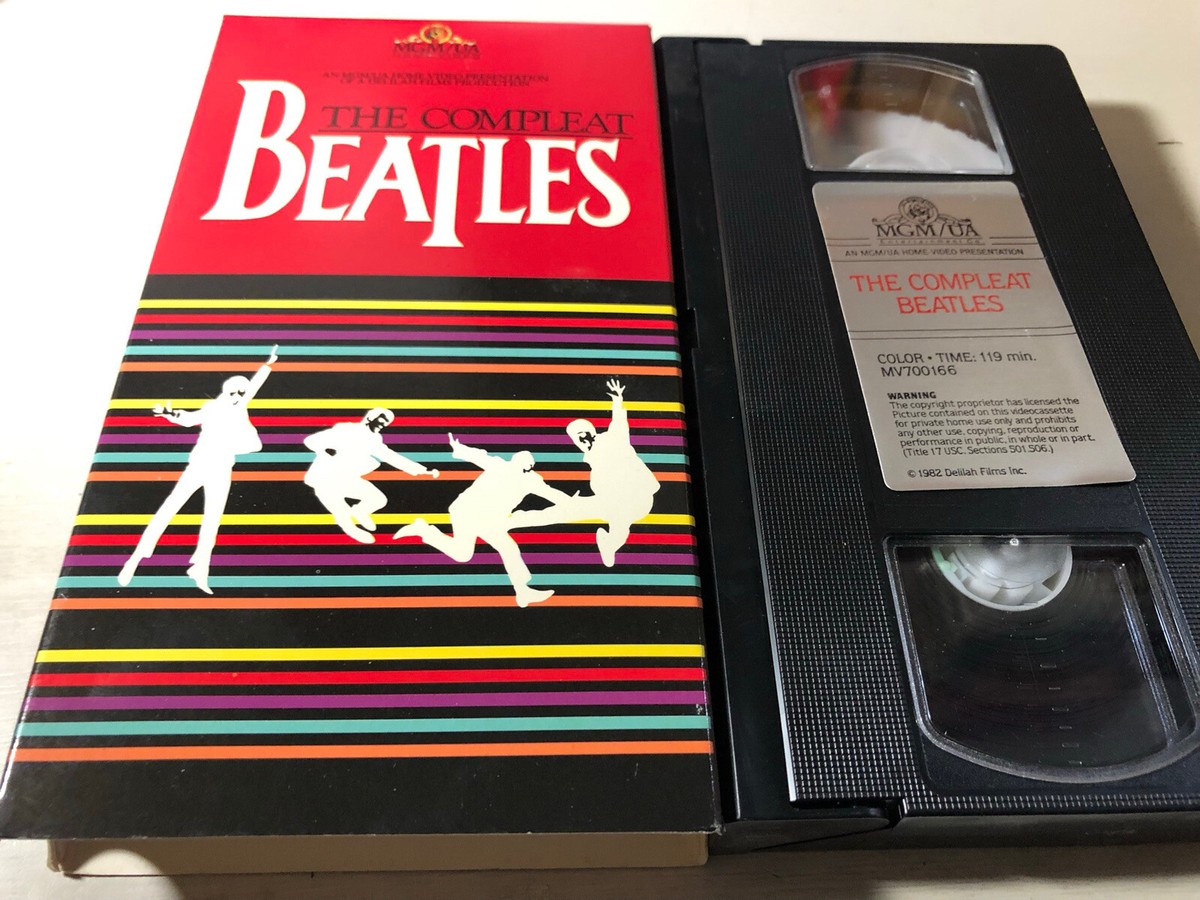 MGM/UA
AN MGM/UA HOME VIDEO PRESENTATION
OF A DELILAH FILMS PRODUCTION
THE COMPLEAT
BEATLES
MGM/UA
Entertainment Co.
AN MGM/UA HOME VIDEO PRESENTATION
THE COMPLEAT
BEATLES
COLOR • TIME: 119 min.
MV700166
WARNING
The copyright proprietor has licensed the
Picture contained on this videocassette
for private home use only and prohibits
any other use, copying, reproduction or
performance in public, in whole or in part.
(Title 17 USC. Sections 501, 506.)
©1982 Delilah Films Inc.